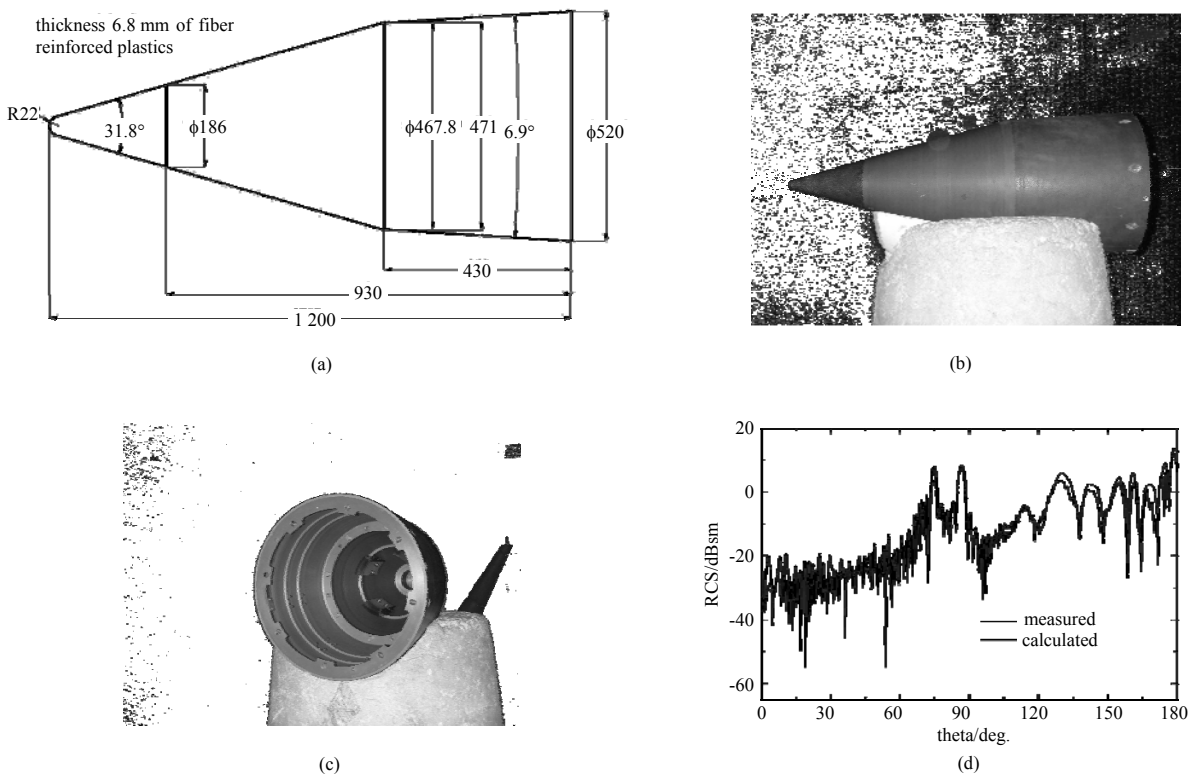 thickness 6.8 mm of fiber
reinforced plastics
R22
31.8°
ϕ186
ϕ467.8
471
6.9°
ϕ520
430
930
1 200
(a)
(b)
(c)
20
0
-20
-40
-60
RCS/dBsm
measured
calculated
0
30
60
90
120
150
180
theta/deg.
(d)